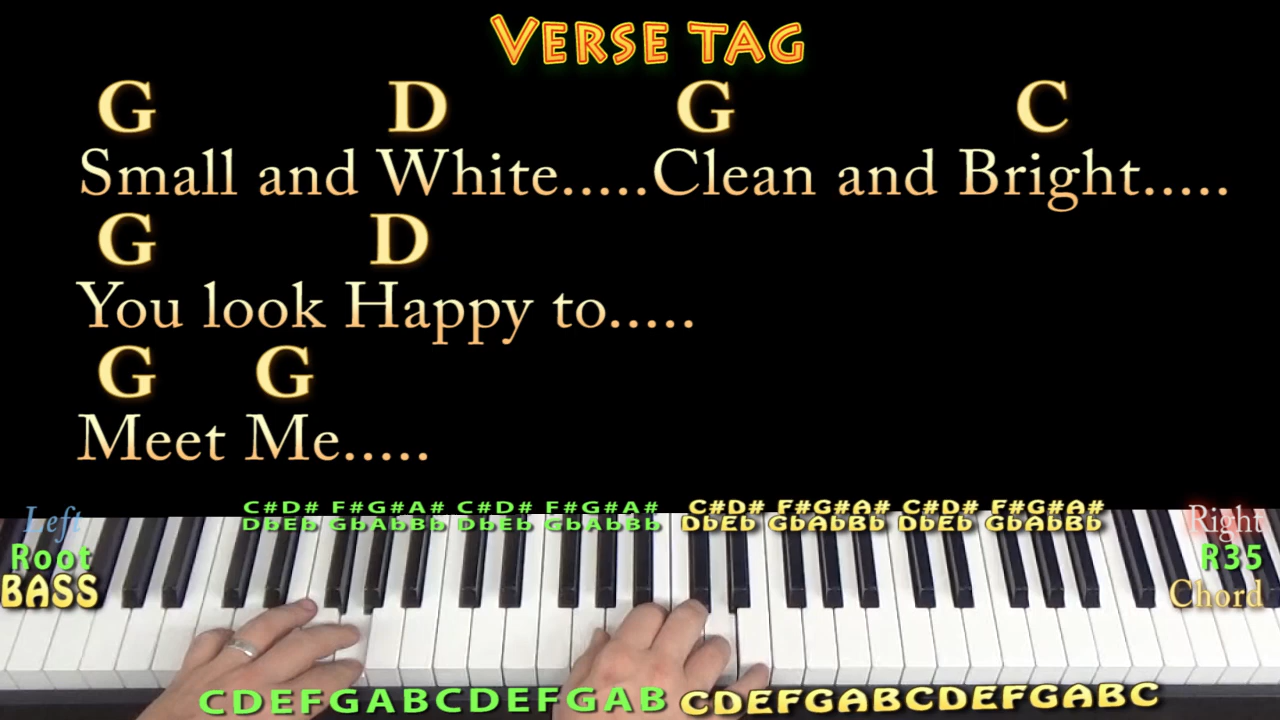 VERSE TAG
G D G C
Small and White.....Clean and Bright.....
G D
You look Happy to.....
G G
Meet Me.....
C#D# F#G#A# C#D# F#G#A# C#D# F#G#A# C#D# F#G#A#
DbEb GbAbBb DbEb GbAbBb DbEb GbAbBb DbEb GbAbBb
Left Right
Root R35
BASS Chord
CDEFGABCDEFGAB CDEFGABCDEFGABC